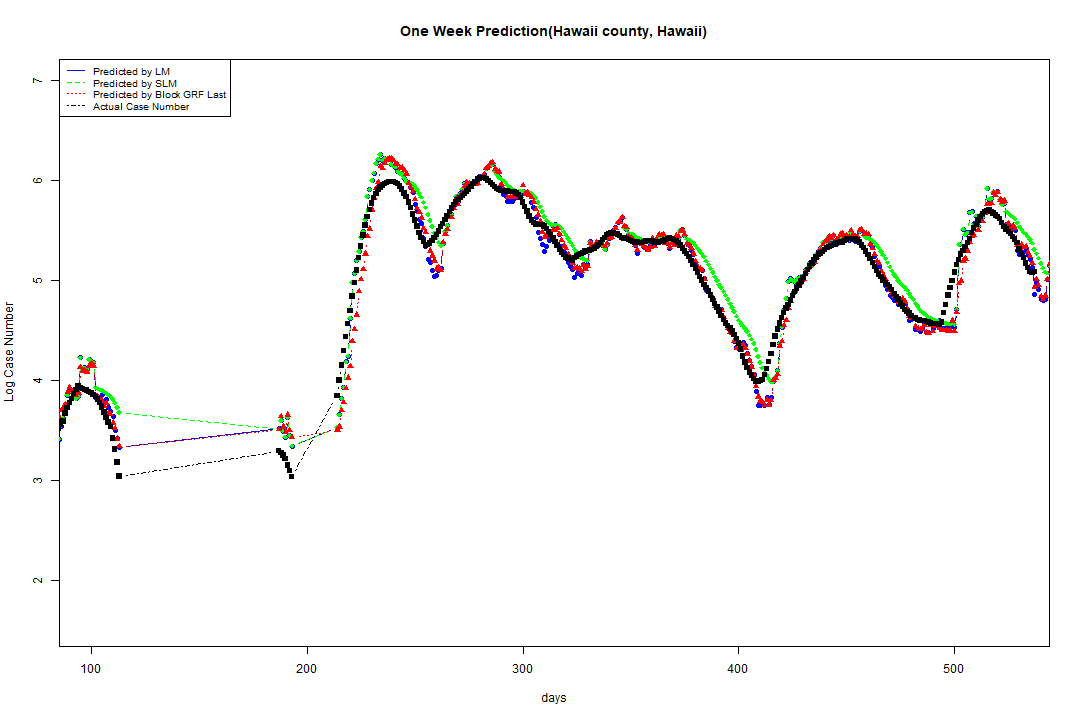 One Week Prediction(Hawaii county, Hawaii)
Predicted by LM
Predicted by SLM
Predicted by Block GRF Last
Actual Case Number
7
6
5
4
3
2
Log Case Number
100 200 300 400 500
days